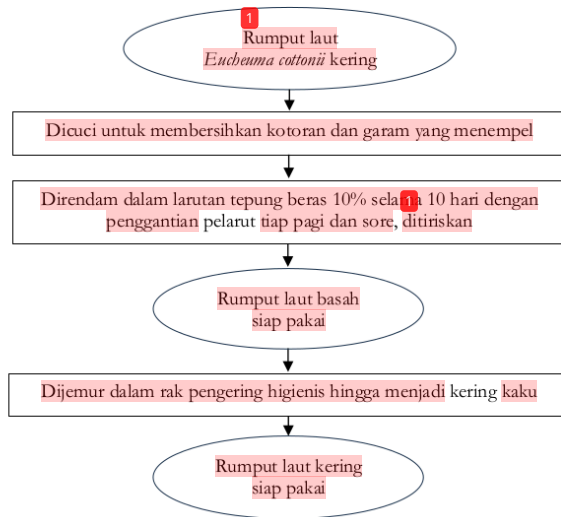 1
Rumput laut
Eucheuma cottonii kering
Dicuci untuk membersihkan kotoran dan garam yang menempel
Direndam dalam larutan tepung beras 10% selama 10 hari dengan
1
penggantian pelarut tiap pagi dan sore, ditiriskan
Rumput laut basah
siap pakai
Dijemur dalam rak pengering higienis hingga menjadi kering kaku
Rumput laut kering
siap pakai